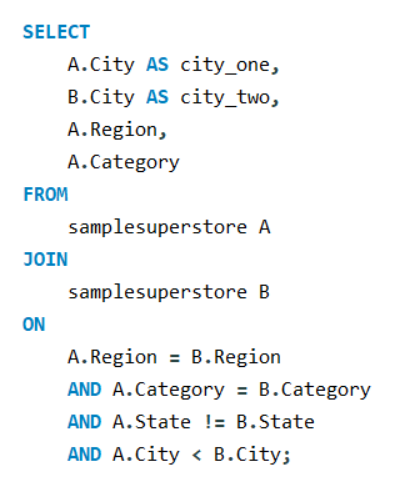 SELECT
A.City AS city_one,
B.City AS city_two,
A.Region,
A.Category
FROM
samplesuperstore A
JOIN
samplesuperstore B
ON
A.Region = B.Region
AND A.Category = B.Category
AND A.State != B.State
AND A.City < B.City;